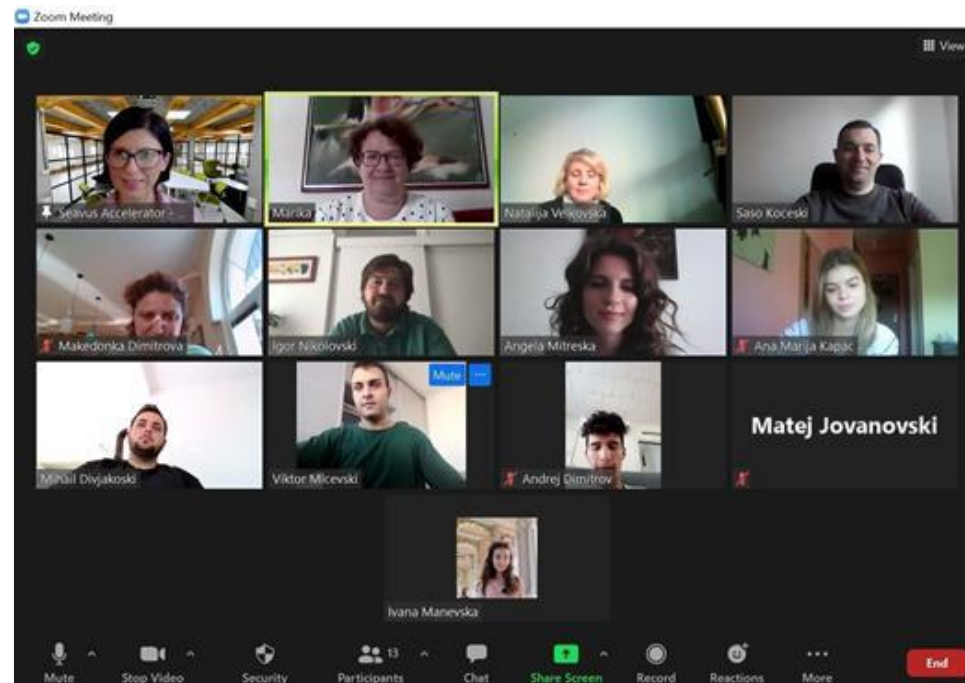 Zoom Meeting
View
Seavus Accelerator -
Marika
Natalija Velkovska
Saso Koceski
Makedonka Dimitrova
Igor Nikolovski
Angela Mitreska
Ana Marija Kapac
Mute ...
Mihail Divjakoski
Viktor Mlcevski
Andrej Dimitrov
Matej Jovanovski
Ivana Manevska
13
Mute
Stop Video
Security
Participants
Chat
Share Screen
Record
Reactions
More
End